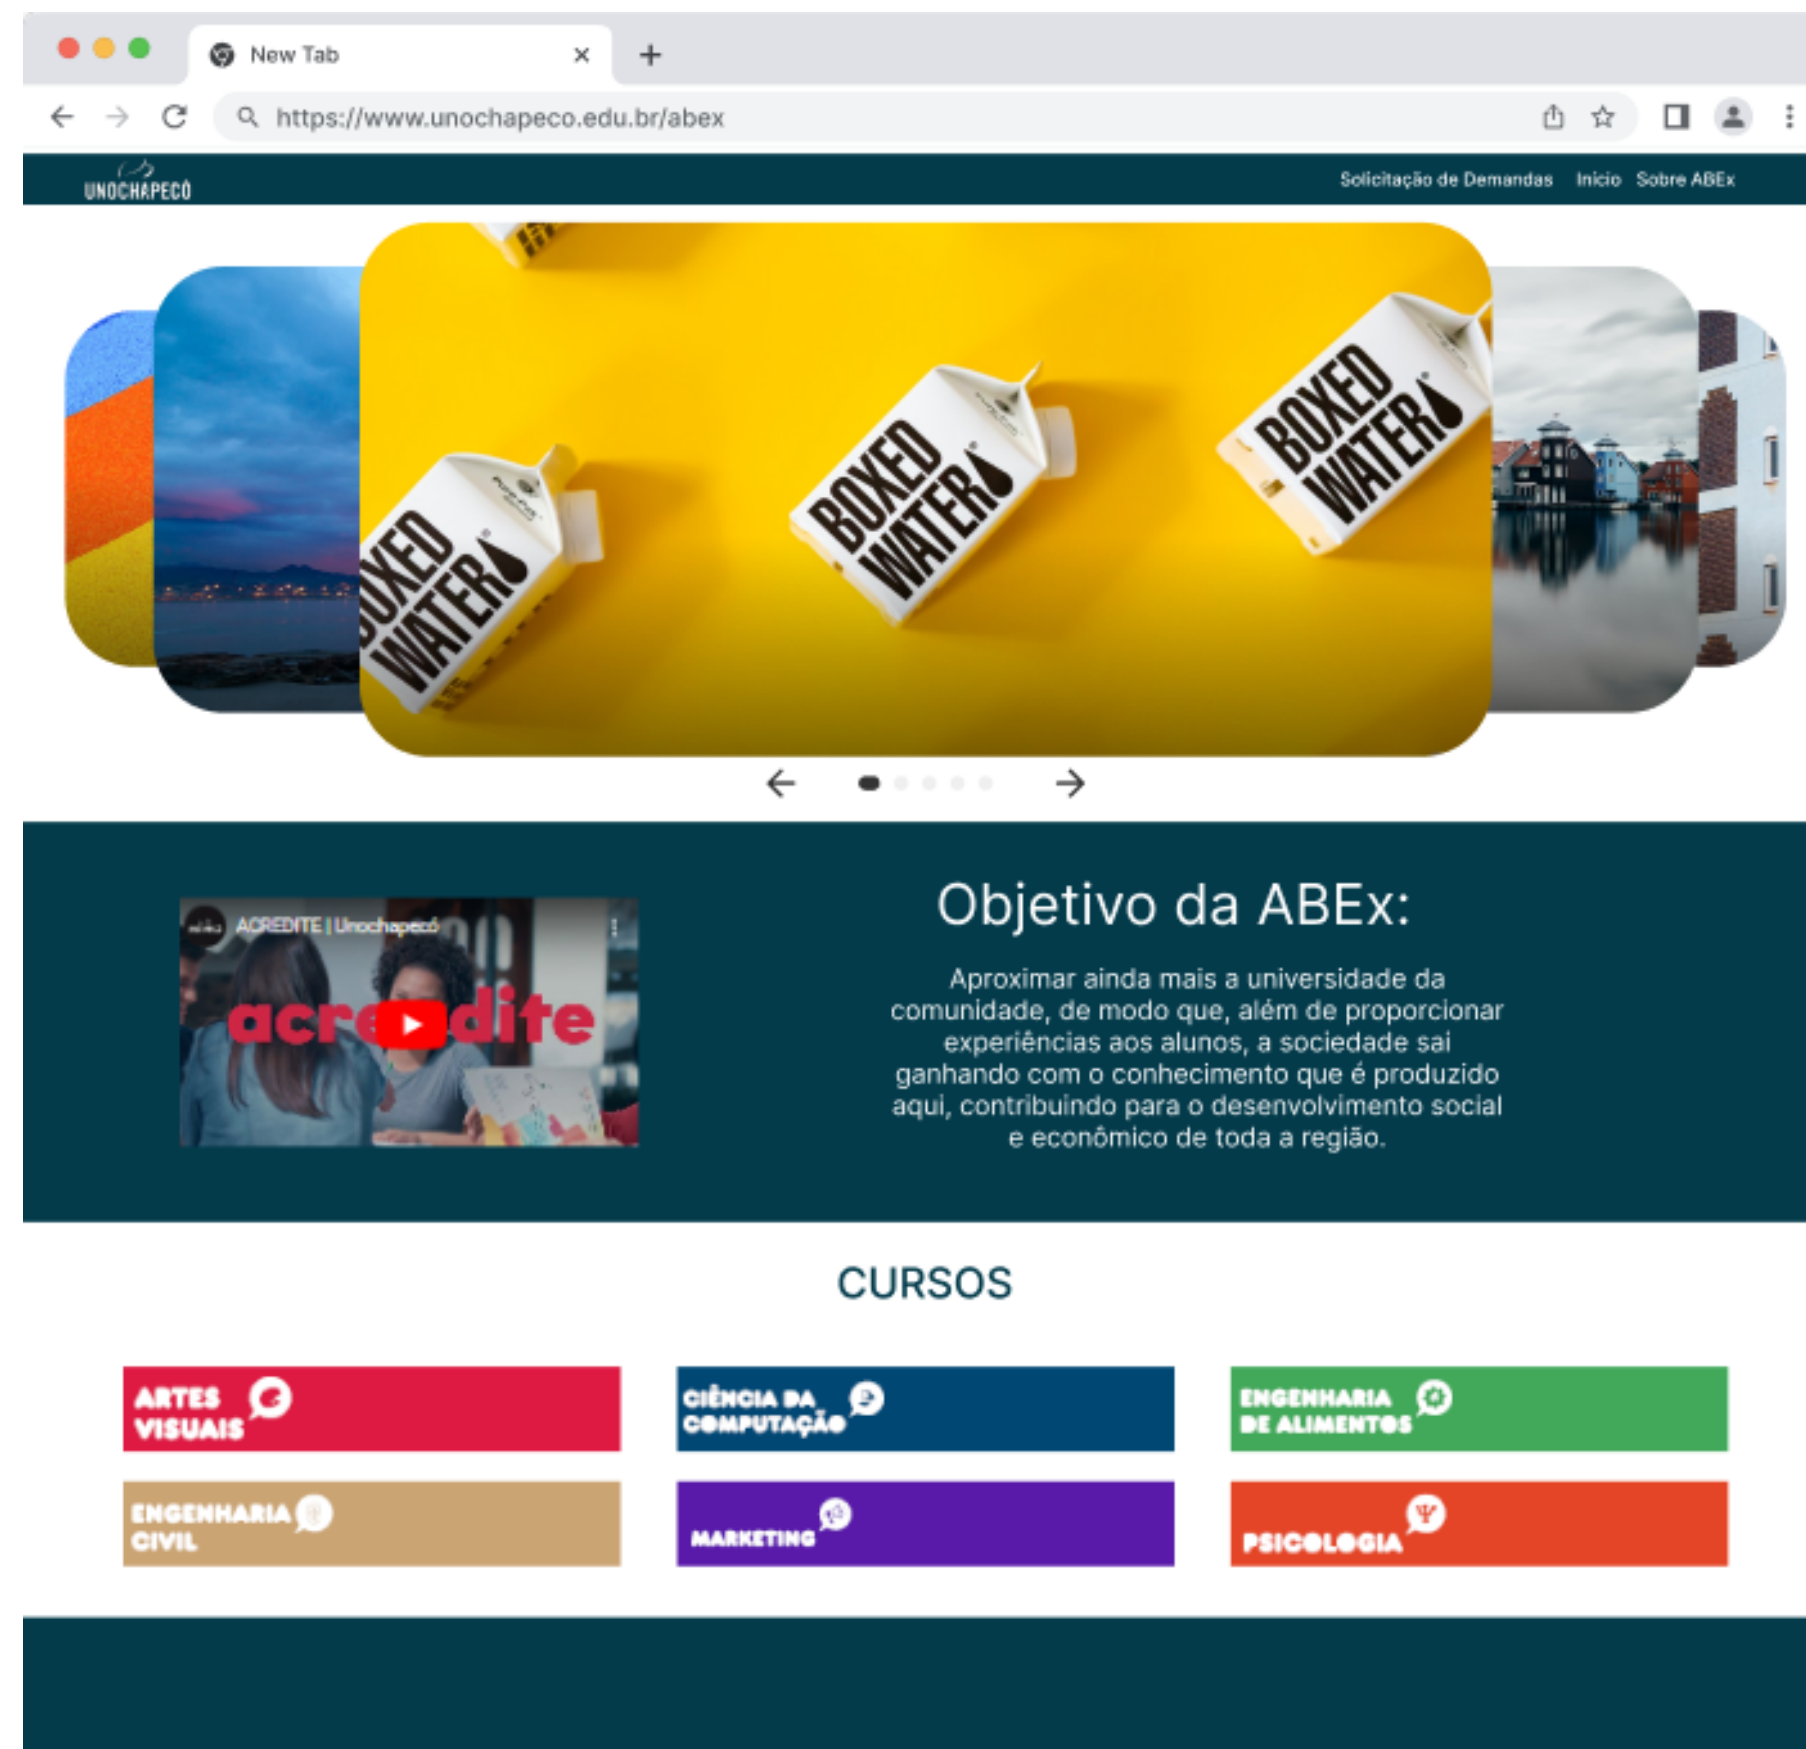 New Tab
https://www.unochapeco.edu.br/abex
UNOCHAPECÓ
Solicitação de Demandas Inicio Sobre ABEx
BOXED
WATER
BOXED
WATER
BOXED
WATER
ACREDITE | Unochapecó
acredite
Objetivo da ABEx:
Aproximar ainda mais a universidade da
comunidade, de modo que, além de proporcionar
experiências aos alunos, a sociedade sai
ganhando com o conhecimento que é produzido
aqui, contribuindo para o desenvolvimento social
e econômico de toda a região.
CURSOS
ARTES
VISUAIS
CIÊNCIA DA
COMPUTAÇÃO
ENGENHARIA
DE ALIMENTOS
ENGENHARIA
CIVIL
MARKETING
PSICOLOGIA